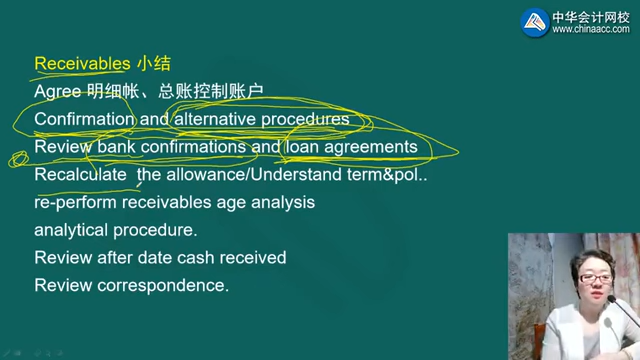 中华会计网校
www.chinaacc.com
Receivables 小结
Agree 明细帐、总账控制账户
Confirmation and alternative procedures
Review bank confirmations and loan agreements
Recalculate the allowance/Understand term&pol..
re-perform receivables age analysis
analytical procedure.
Review after date cash received
Review correspondence.